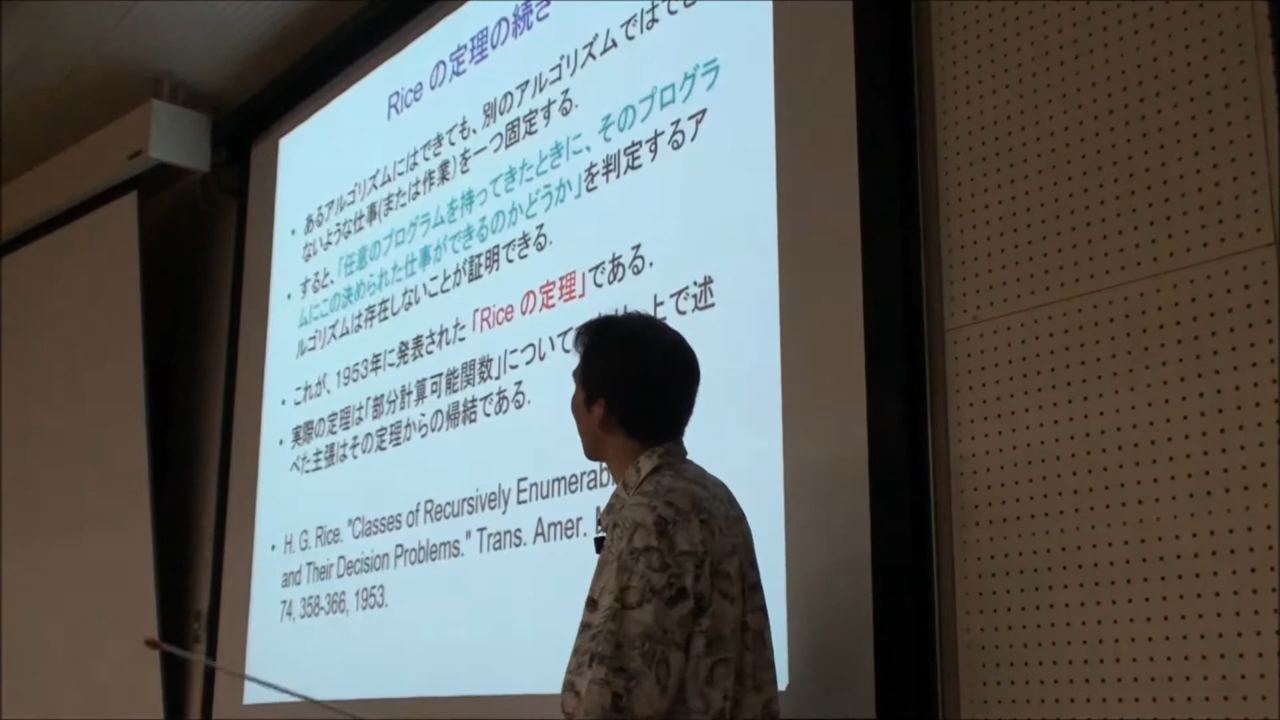 Rice の定理の続き
• あるアルゴリズムにはできても、別のアルゴリズムではでき
ないような仕事(または作業)を一つ固定する.
• すると、「任意のプログラムを持ってきたときに、そのプログラ
ムにこの決められた仕事ができるのかどうか」を判定するア
ルゴリズムは存在しないことが証明できる.
• これが、1953年に発表された「Rice の定理」である.
• 実際の定理は「部分計算可能関数」について 上で述
べた主張はその定理からの帰結である.
• H. G. Rice. "Classes of Recursively
and Their Decision Problems." Trans. Amer.
74, 358-366, 1953.